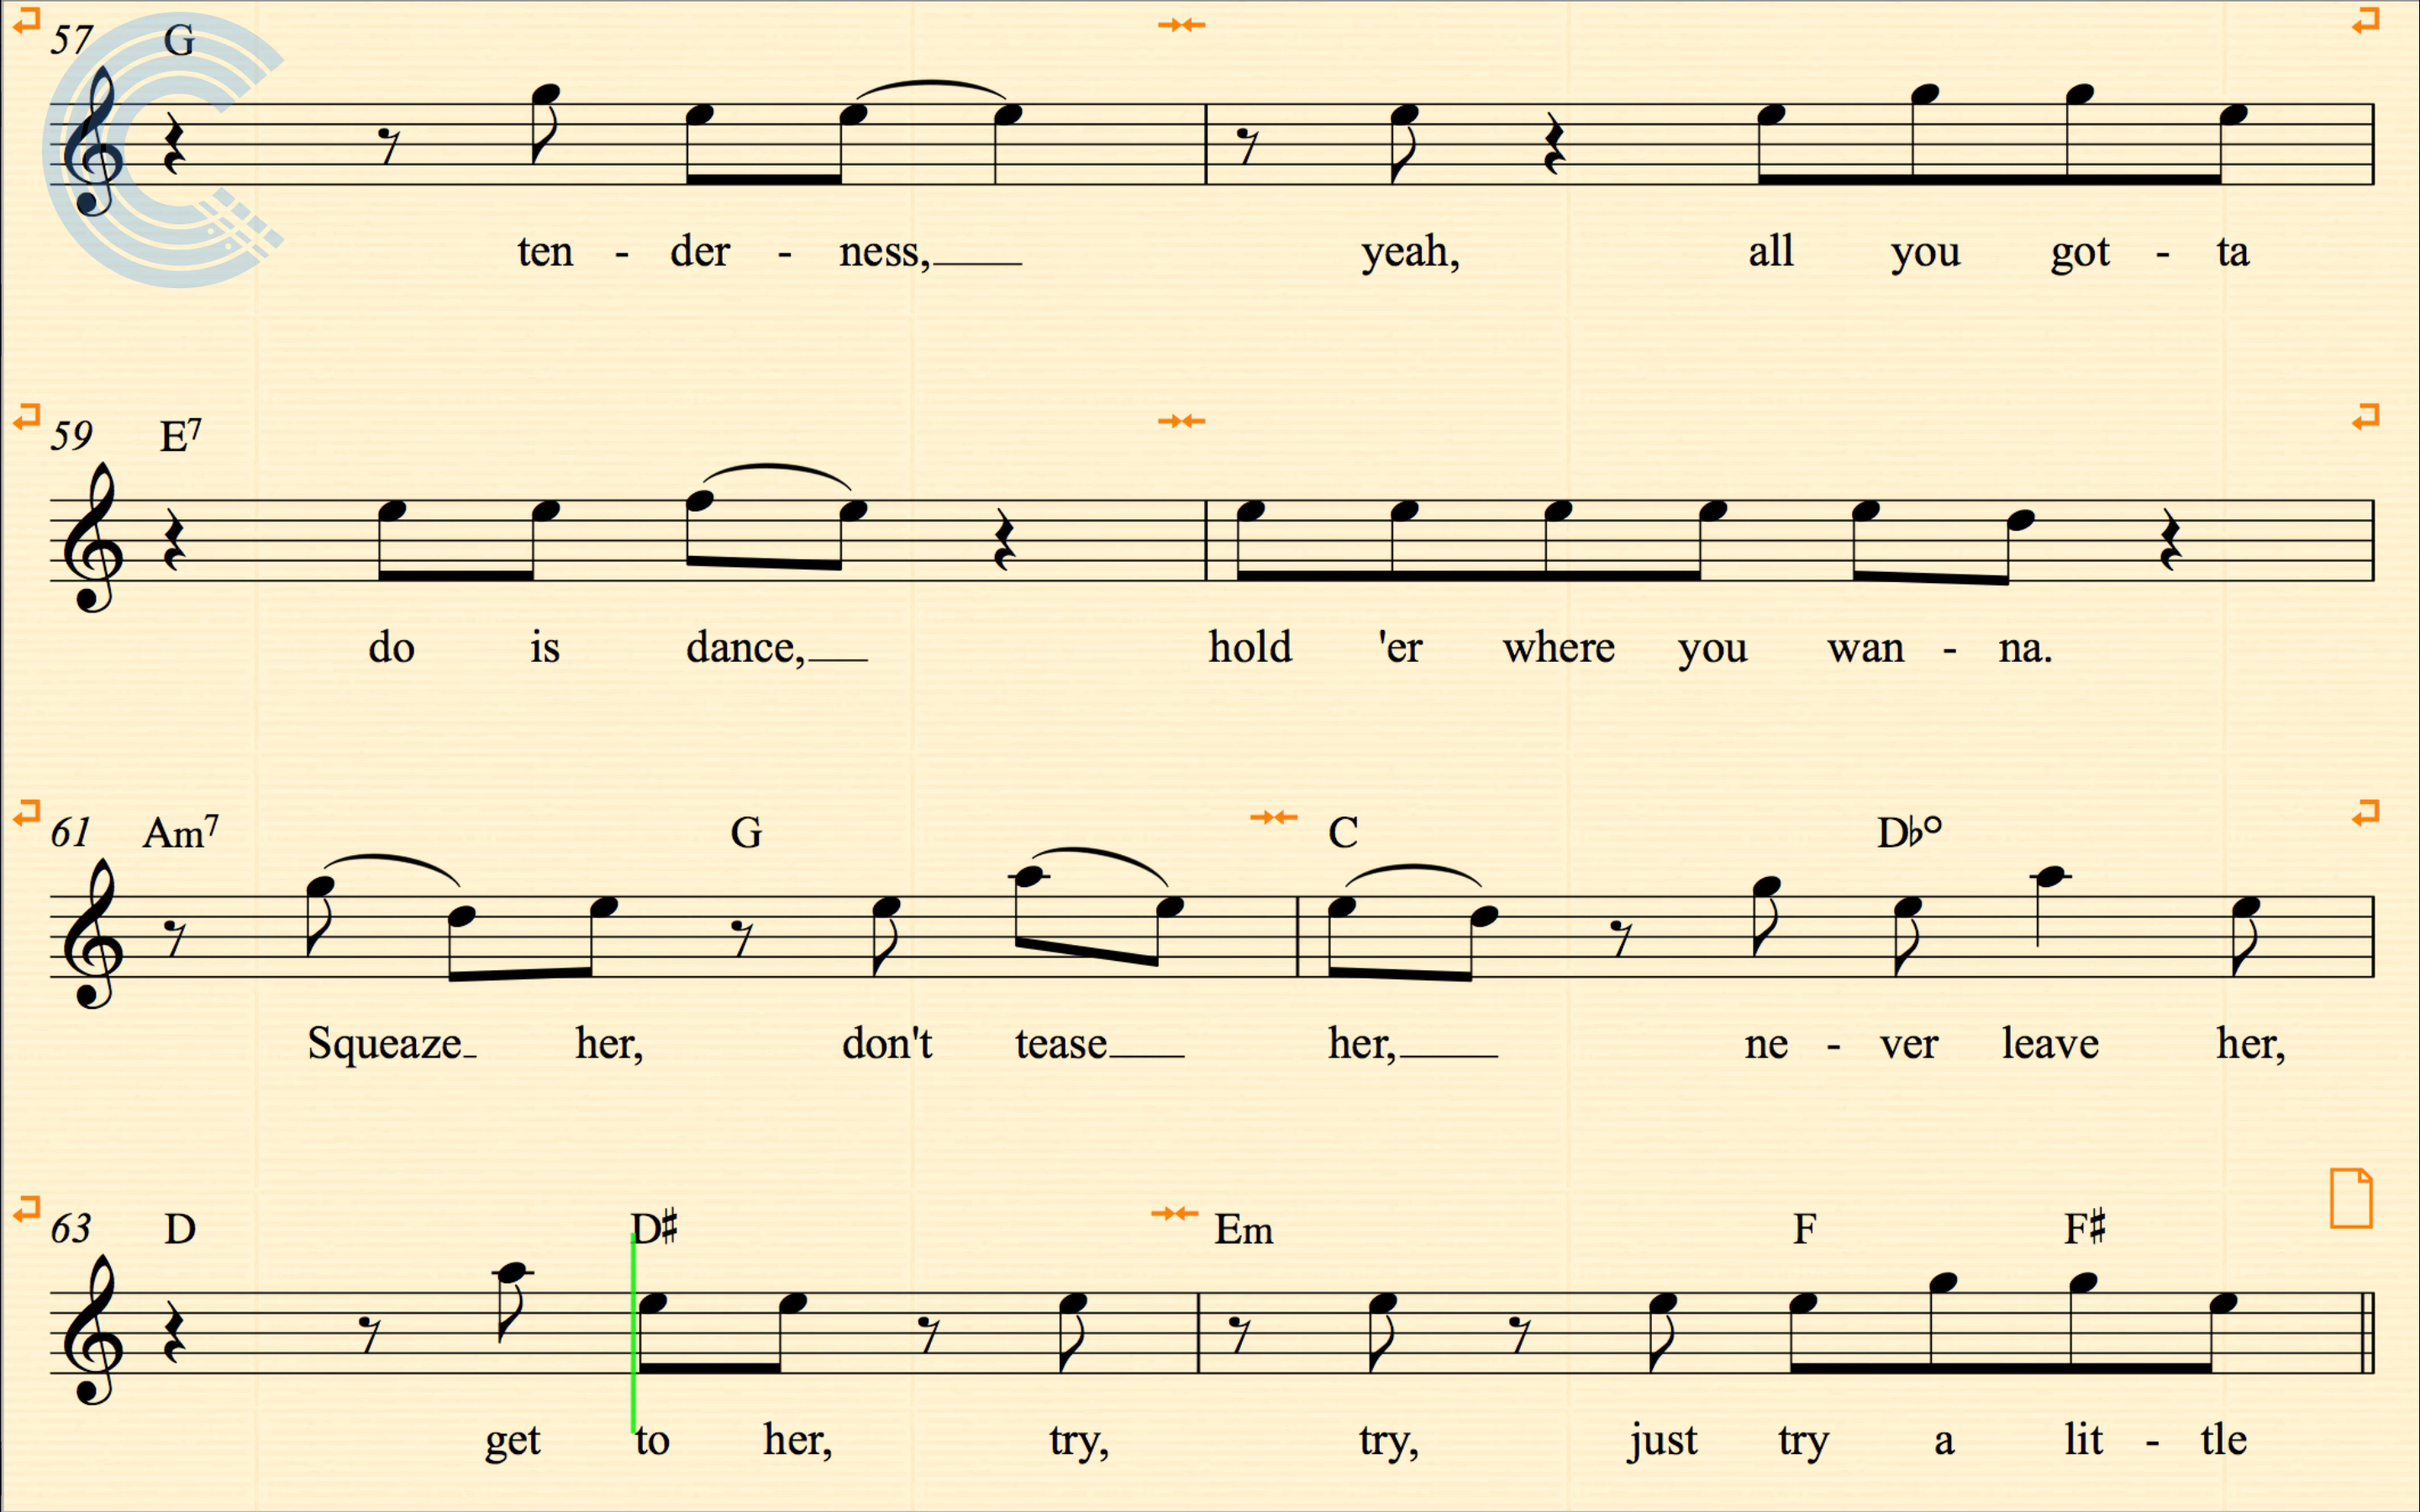 57 G
ten - der - ness, yeah, all you got - ta
59 E7
do is dance, hold 'er where you wan - na.
61 Am7 G C D♭°
Squeaze her, don't tease her, ne - ver leave her,
63 D D♯ Em F F♯
get to her, try, try, just try a lit - tle